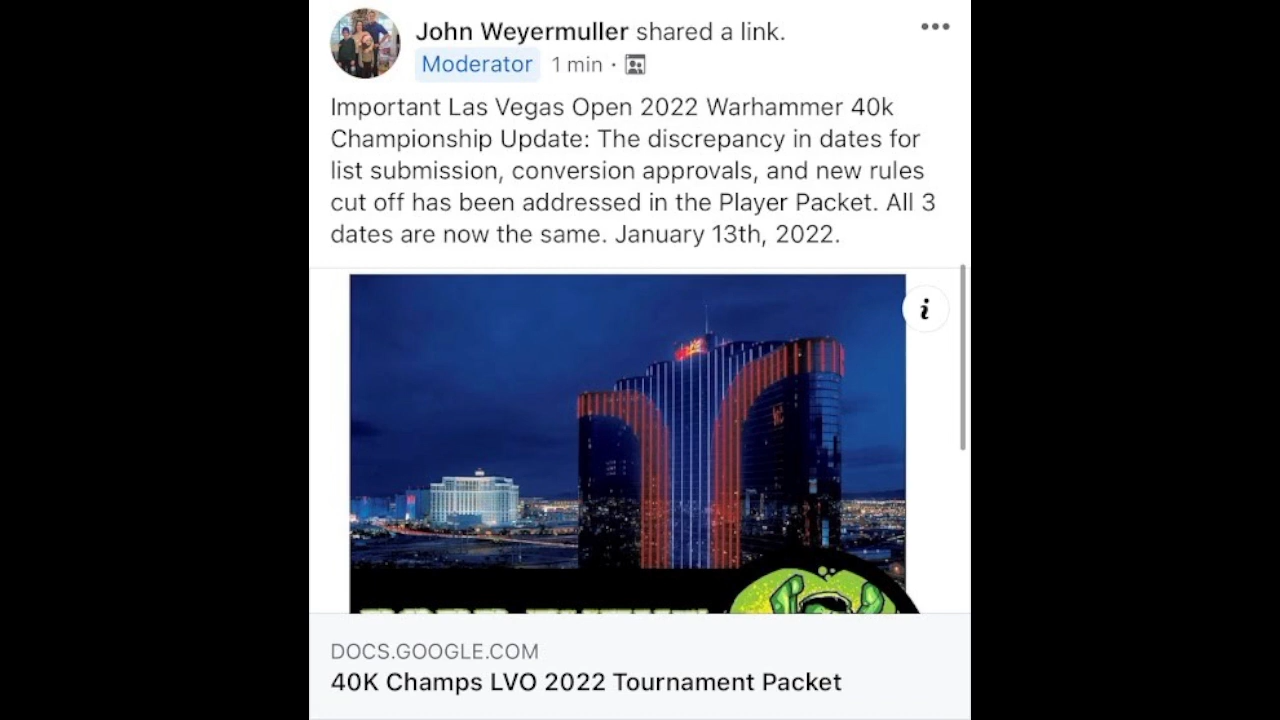 John Weyermuller shared a link.
Moderator 1 min ·
Important Las Vegas Open 2022 Warhammer 40k
Championship Update: The discrepancy in dates for
list submission, conversion approvals, and new rules
cut off has been addressed in the Player Packet. All 3
dates are now the same. January 13th, 2022.
DOCS.GOOGLE.COM
40K Champs LVO 2022 Tournament Packet